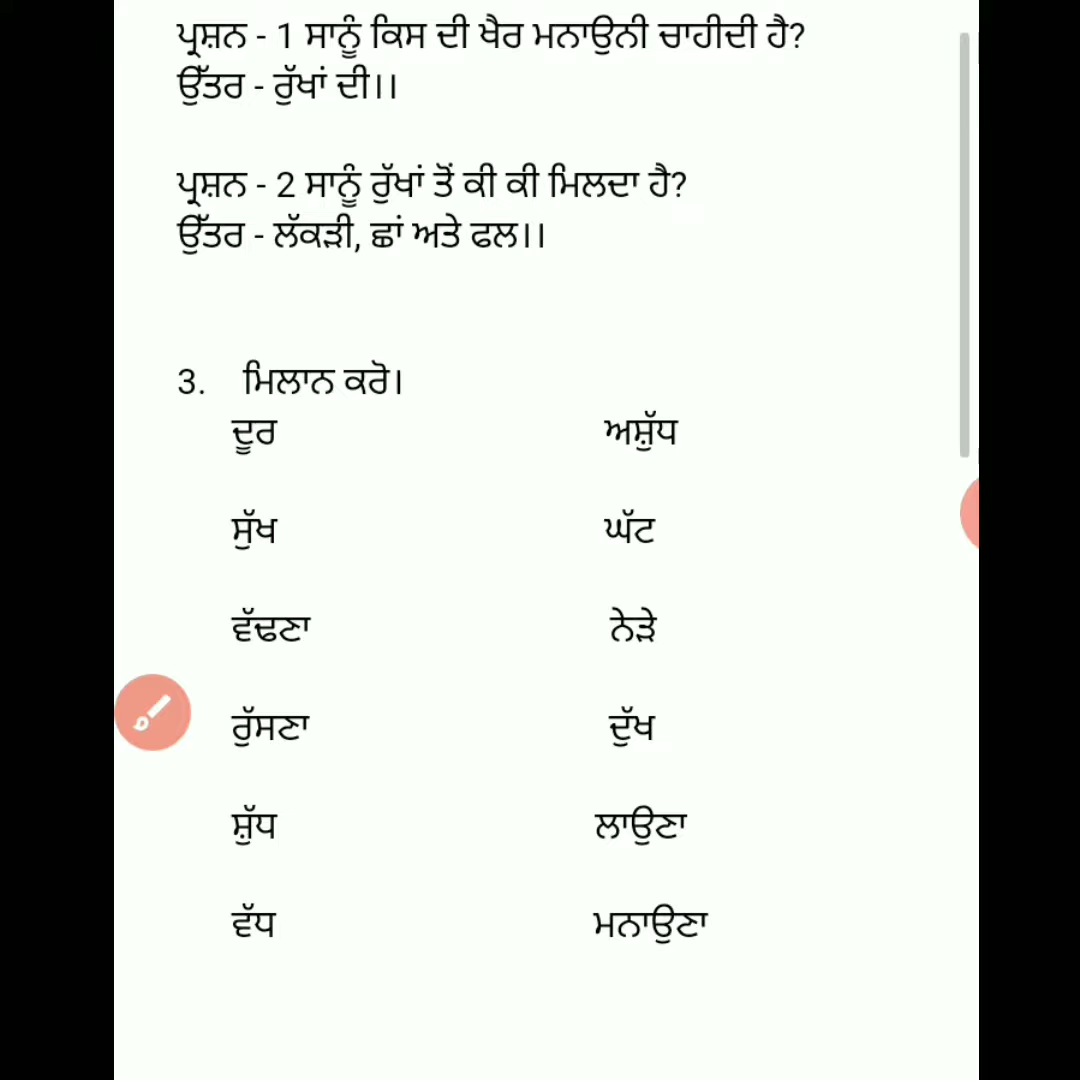 ਪ੍ਰਸ਼ਨ - 1 ਸਾਨੂੰ ਕਿਸ ਦੀ ਖੈਰ ਮਨਾਉਨੀ ਚਾਹੀਦੀ ਹੈ?
ਉੱਤਰ - ਰੁੱਖਾਂ ਦੀ।।
ਪ੍ਰਸ਼ਨ - 2 ਸਾਨੂੰ ਰੁੱਖਾਂ ਤੋਂ ਕੀ ਕੀ ਮਿਲਦਾ ਹੈ?
ਉੱਤਰ - ਲੱਕੜੀ, ਛਾਂ ਅਤੇ ਫਲ।।
3. ਮਿਲਾਨ ਕਰੋ।
ਦੂਰ ਅਸ਼ੁੱਧ
ਸੁੱਖ ਘੱਟ
ਵੱਢਣਾ ਨੇੜੇ
ਰੁੱਸਣਾ ਦੁੱਖ
ਸ਼ੁੱਧ ਲਾਉਣਾ
ਵੱਧ ਮਨਾਉਣਾ